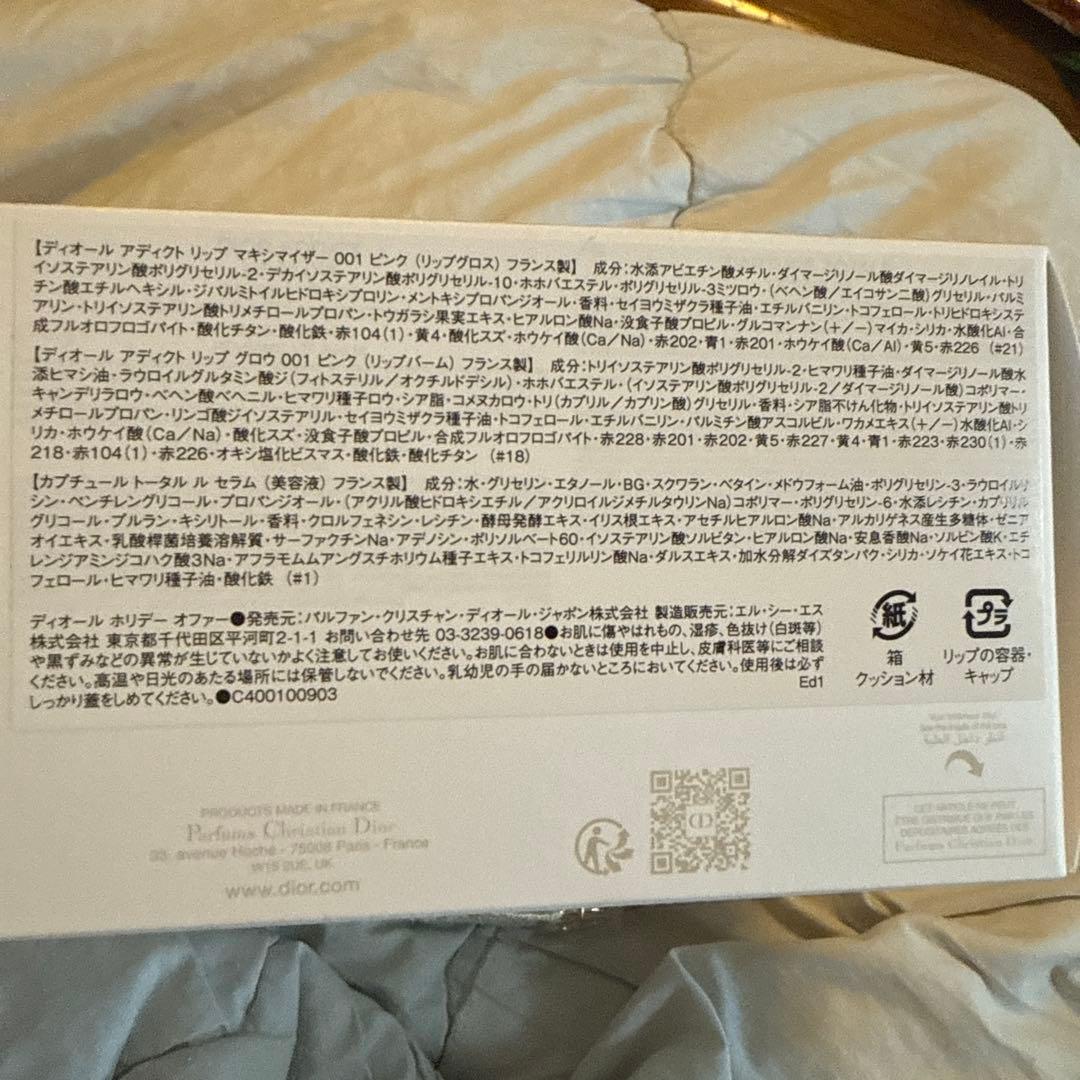 【ディオール アディクト リップ マキシマイザー 001 ピンク (リップグロス) フランス製】 成分:水添アビエチン酸メチル・ダイマージリノール酸ダイマージリノレイル・トリ
イソステアリン酸ポリグリセリル-2・デカイソステアリン酸ポリグリセリル-10・ホホバエステル・ポリグリセリル-3ミツロウ・(ベヘン酸/エイコサン二酸)グリセリル・パルミ
チン酸エチルヘキシル・ジパルミトイルヒドロキシプロリン・メントキシプロパンジオール・香料・セイヨウミザクラ種子油・エチルバニリン・トコフェロール・トリヒドロキシステ
アリン・トリイソステアリン酸トリメチロールプロパン・トウガラシ果実エキス・ヒアルロン酸Na・没食子酸プロピル・グルコマンナン(+/-)マイカ・シリカ・水酸化Al・合
成フルオロフロゴパイト・酸化チタン・酸化鉄・赤104(1)・黄4・酸化スズ・ホウケイ酸(Ca/Na)・赤202・青1・赤201・ホウケイ酸(Ca/Al)・黄5・赤226 (#21)
【ディオール アディクト リップ グロウ 001 ピンク (リップバーム) フランス製】 成分:トリイソステアリン酸ポリグリセリル-2・ヒマワリ種子油・ダイマージリノール酸水
添ヒマシ油・ラウロイルグルタミン酸ジ(フィトステリル/オクチルドデシル)・ホホバエステル・(イソステアリン酸ポリグリセリル-2/ダイマージリノール酸)コポリマー・
キャンデリラロウ・ベヘン酸ベヘニル・ヒマワリ種子ロウ・シア脂・コメヌカロウ・トリ(カプリル/カプリン酸)グリセリル・香料・シア脂不けん化物・トリイソステアリン酸トリ
メチロールプロパン・リンゴ酸ジイソステアリル・セイヨウミザクラ種子油・トコフェロール・エチルバニリン・パルミチン酸アスコルビル・ワカメエキス(+/-)水酸化Al・シ
リカ・ホウケイ酸(Ca/Na)・酸化スズ・没食子酸プロピル・合成フルオロフロゴパイト・赤228・赤201・赤202・黄5・赤227・黄4・青1・赤223・赤230(1)・赤
218・赤104(1)・赤226・オキシ塩化ビスマス・酸化鉄・酸化チタン (#18)
【カプチュール トータル ル セラム (美容液) フランス製】 成分:水・グリセリン・エタノール・BG・スクワラン・ベタイン・メドウフォーム油・ポリグリセリン-3・ラウロイルリ
シン・ペンチレングリコール・プロパンジオール・(アクリル酸ヒドロキシエチル/アクリロイルジメチルタウリンNa)コポリマー・ポリグリセリン-6・水添レシチン・カプリリル
グリコール・プルラン・キシリトール・香料・クロルフェネシン・レシチン・酵母発酵エキス・イリス根エキス・アセチルヒアルロン酸Na・アルカリゲネス産生多糖体・ゼニア
オイエキス・乳酸桿菌培養溶解質・サーファクチンNa・アデノシン・ポリソルベート60・イソステアリン酸ソルビタン・ヒアルロン酸Na・安息香酸Na・ソルビン酸K・エチ
レンジアミンジコハク酸3Na・アフラモムムアングスチホリウム種子エキス・トコフェリルリン酸Na・ダルスエキス・加水分解ダイズタンパク・シリカ・ソケイ花エキス・トコ
フェロール・ヒマワリ種子油・酸化鉄 (#1)
ディオール ホリデー オファー●発売元:パルファン・クリスチャン・ディオール・ジャポン株式会社 製造販売元:エル・シー・エス
株式会社 東京都千代田区平河町2-1-1 お問い合わせ先 03-3239-0618●お肌に傷やはれもの、湿疹、色抜け(白斑等)
や黒ずみなどの異常が生じていないかよく注意してお使いください。お肌に合わないときは使用を中止し、皮膚科医等にご相談
ください。高温や日光のあたる場所には保管しないでください。乳幼児の手の届かないところにおいてください。使用後は必ず
しっかり蓋をしめてください。●C400100903
Ed1
紙
箱
クッション材
プラ
リップの容器・
キャップ
PRODUCTS MADE IN FRANCE
Parfums Christian Dior
33, avenue Hoche - 75008 Paris - France
W1S 2UE, UK
www.dior.com
CD
CET ARTICLE NE PEUT
ÊTRE DISTRIBUÉ QUE PAR LES
DÉPOSITAIRES AGRÉÉS DES
Parfums Christian Dior